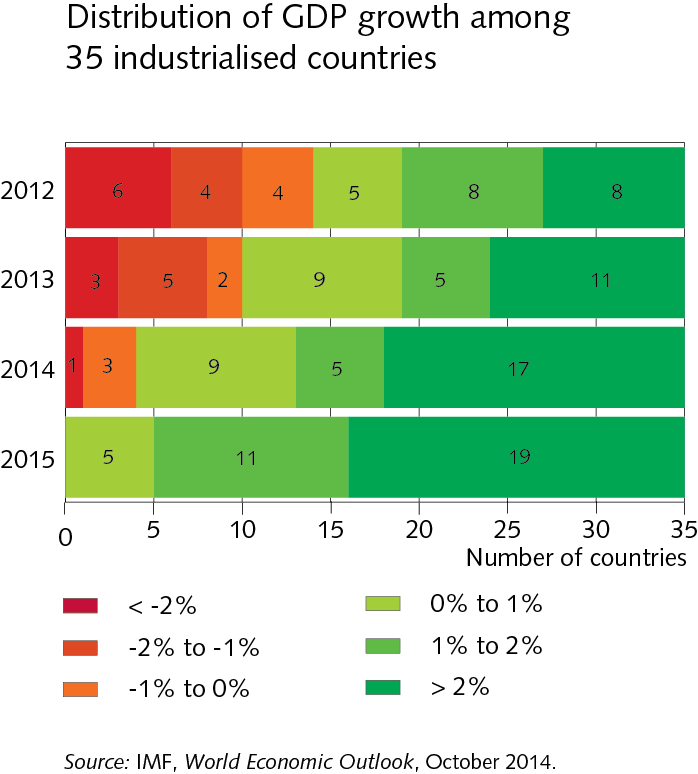 Distribution of GDP growth among
35 industrialised countries
2012
6 4 4 5 8 8
2013
3 5 2 9 5 11
2014
1 3 9 5 17
2015
5 11 19
0 5 10 15 20 25 30 35
Number of countries
< -2%
-2% to -1%
-1% to 0%
0% to 1%
1% to 2%
> 2%
Source: IMF, World Economic Outlook, October 2014.